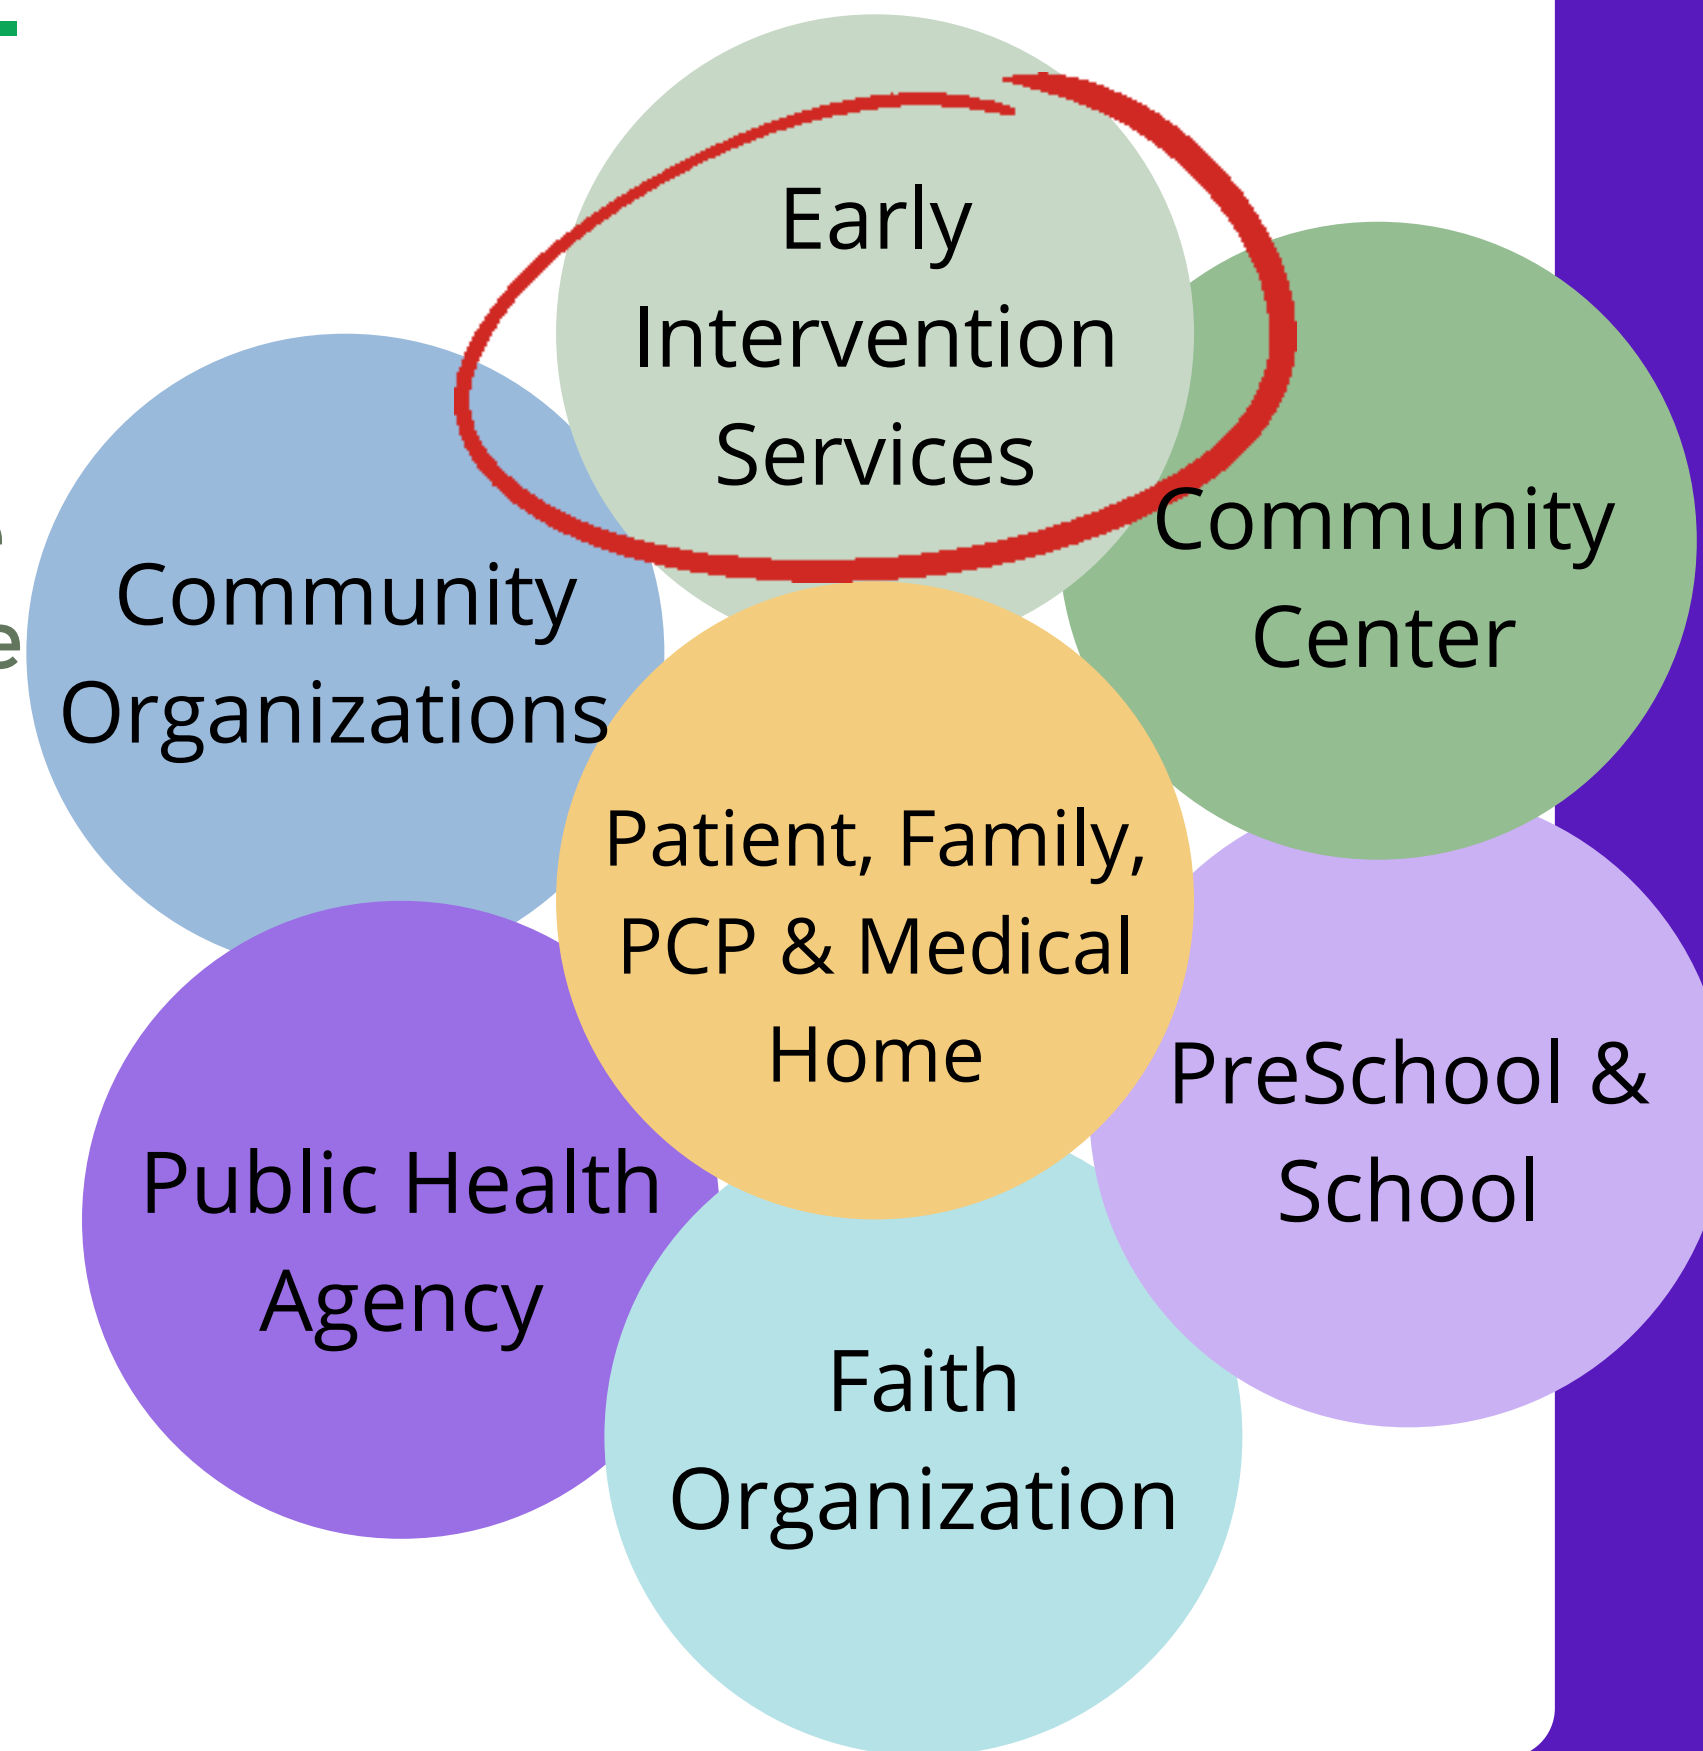 Early
Intervention
Services
Community
Center
Community
Organizations
Patient, Family,
PCP & Medical
Home
PreSchool &
School
Public Health
Agency
Faith
Organization